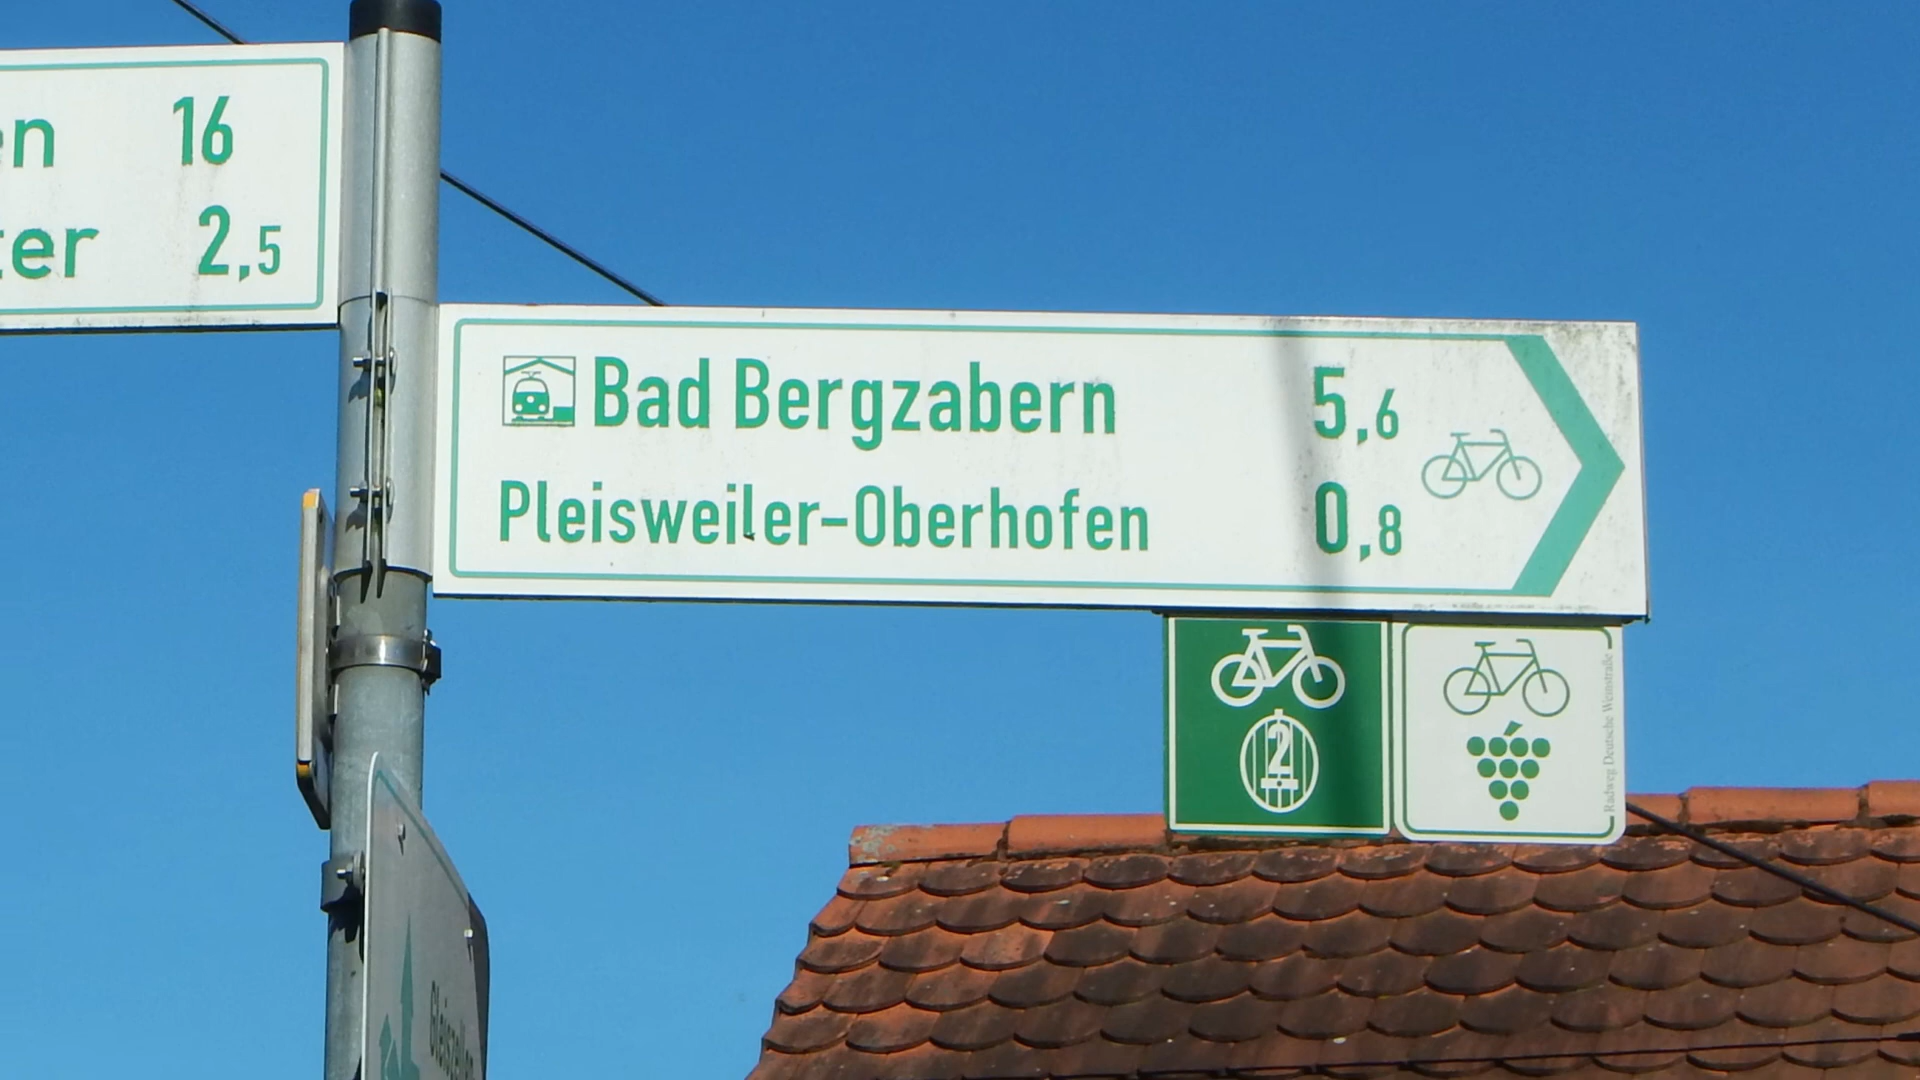 en 16
ter 2,5
Bad Bergzabern 5,6
Pleisweiler-Oberhofen 0,8
2
Radweg Deutsche Weinstraße